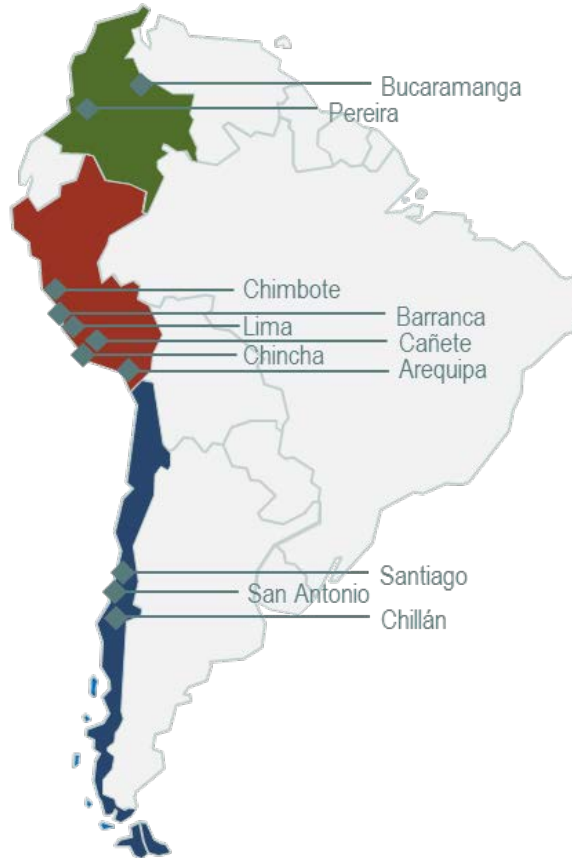 Bucaramanga
Pereira
Chimbote
Barranca
Lima
Cañete
Chincha
Arequipa
Santiago
San Antonio
Chillán